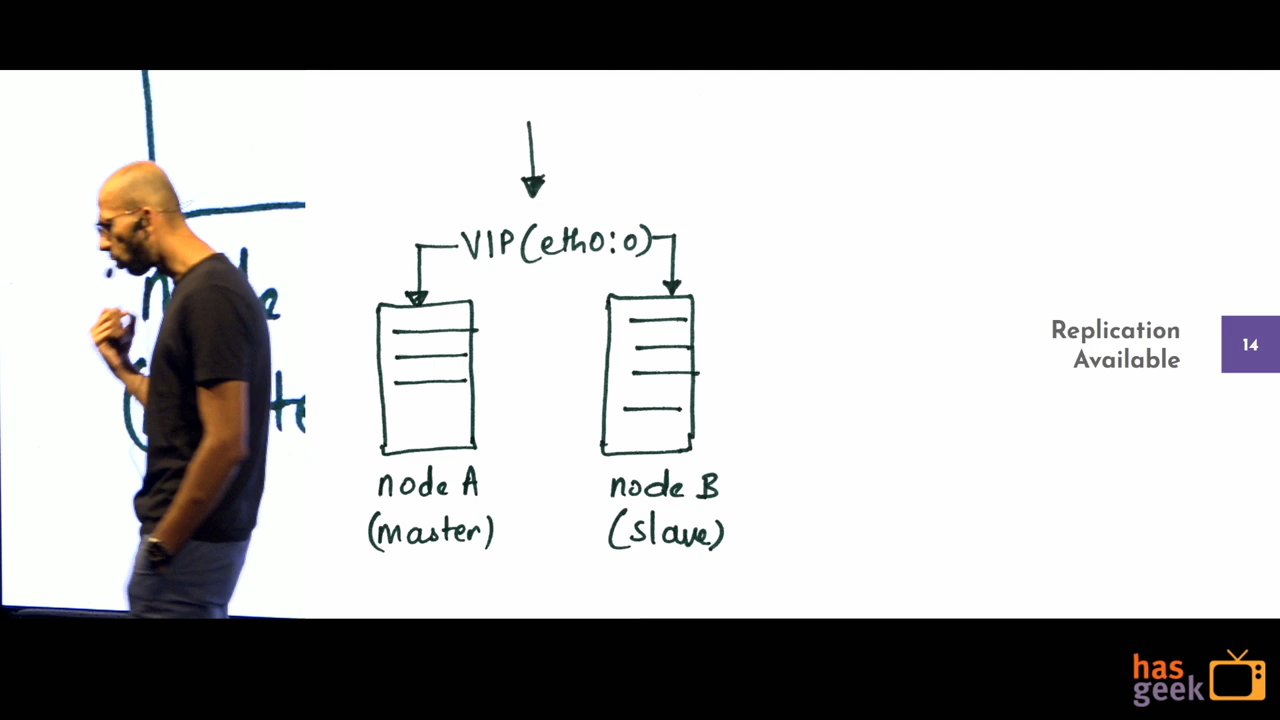 VIP(eth0:0)
node A
(master)
node B
(slave)
Replication
Available
14
has
geek